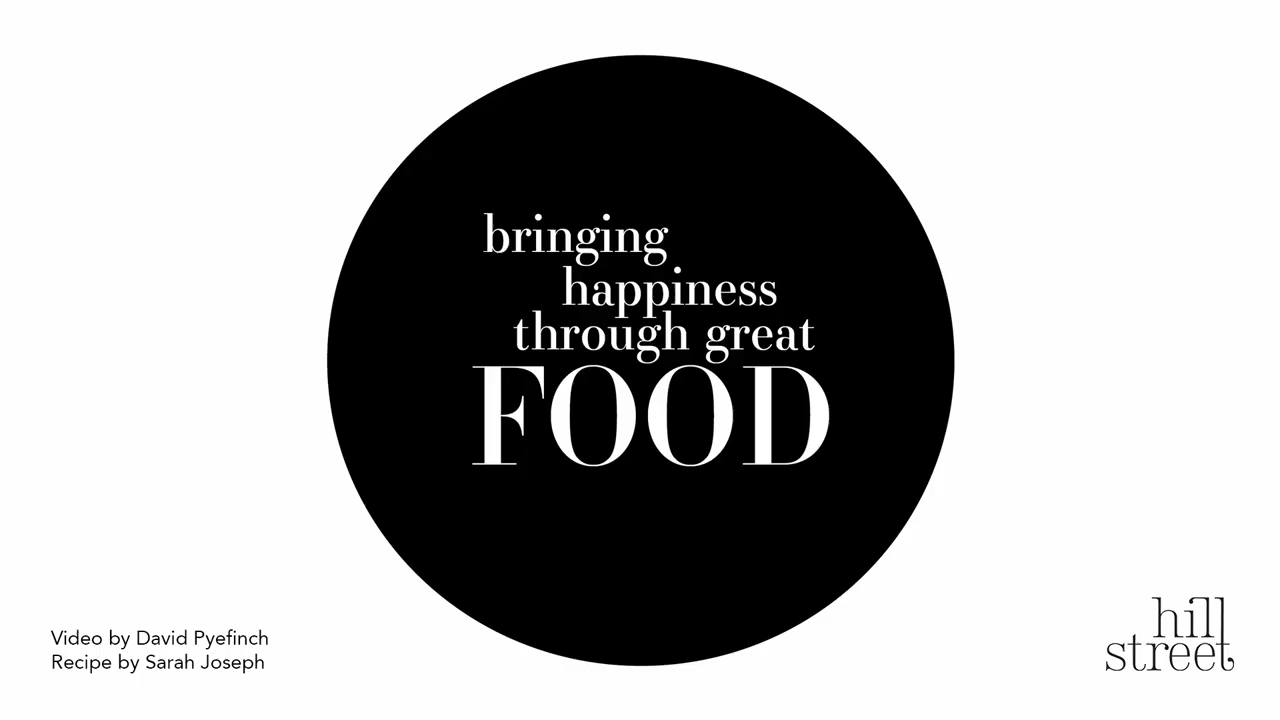 bringing
happiness
through great
FOOD
Video by David Pyefinch
Recipe by Sarah Joseph
hill
street